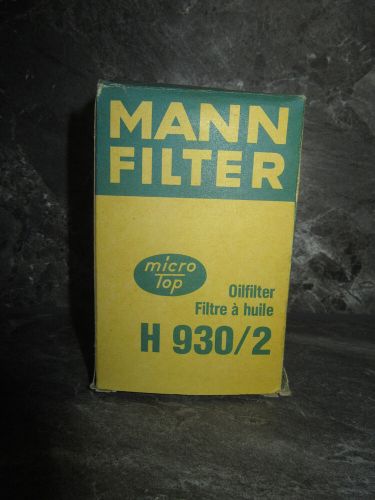 MANN
FILTER
micro
Top
Oilfilter
Filtre à huile
H 930/2